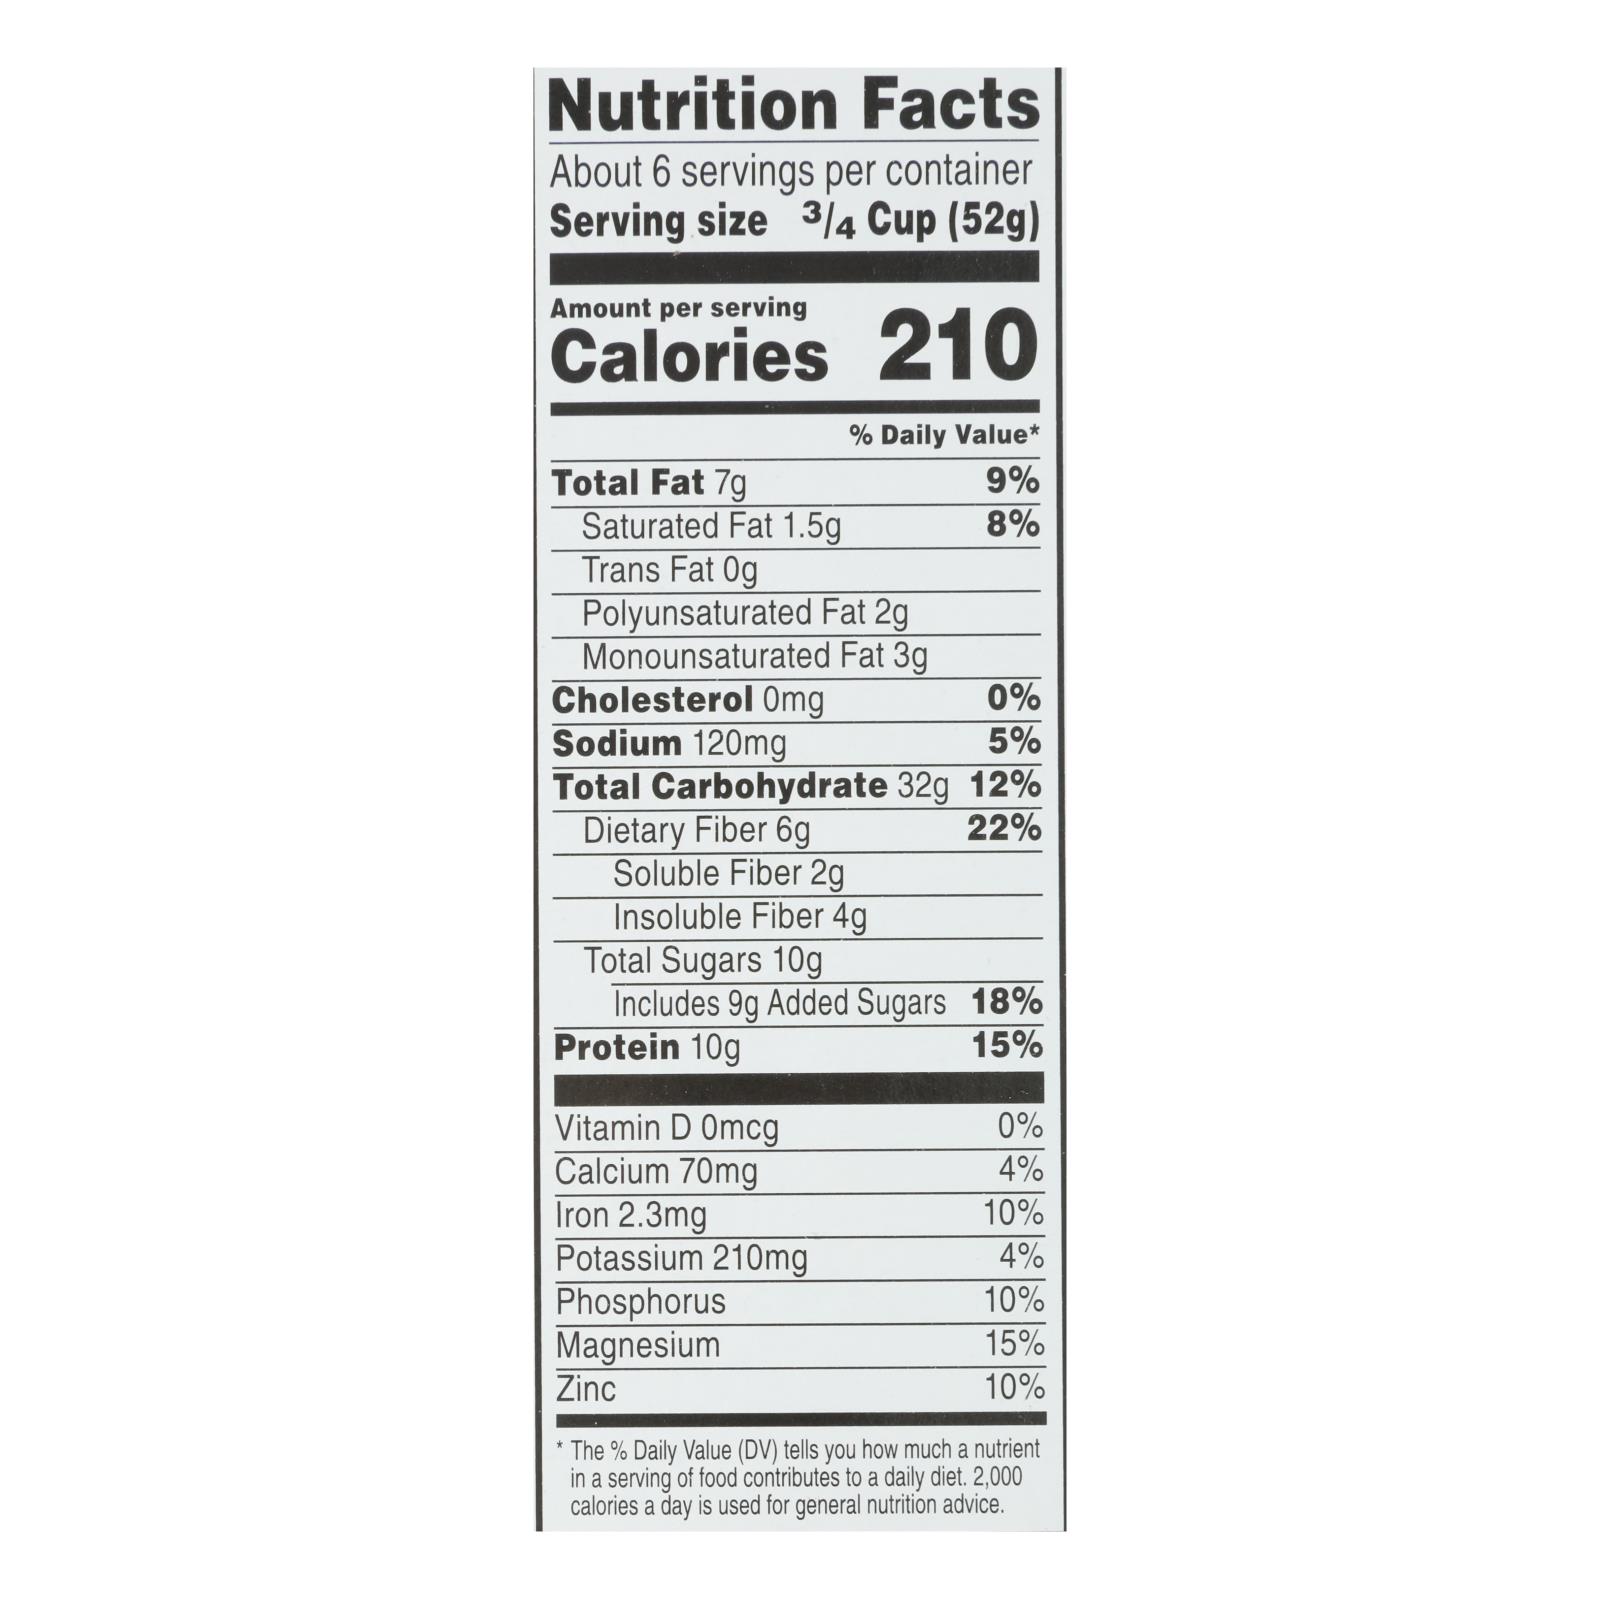 Nutrition Facts
About 6 servings per container
Serving size 3/4 Cup (52g)
Amount per serving
Calories 210
% Daily Value*
Total Fat 7g 9%
Saturated Fat 1.5g 8%
Trans Fat 0g
Polyunsaturated Fat 2g
Monounsaturated Fat 3g
Cholesterol 0mg 0%
Sodium 120mg 5%
Total Carbohydrate 32g 12%
Dietary Fiber 6g 22%
Soluble Fiber 2g
Insoluble Fiber 4g
Total Sugars 10g
Includes 9g Added Sugars 18%
Protein 10g 15%
Vitamin D 0mcg 0%
Calcium 70mg 4%
Iron 2.3mg 10%
Potassium 210mg 4%
Phosphorus 10%
Magnesium 15%
Zinc 10%
* The % Daily Value (DV) tells you how much a nutrient
in a serving of food contributes to a daily diet. 2,000
calories a day is used for general nutrition advice.